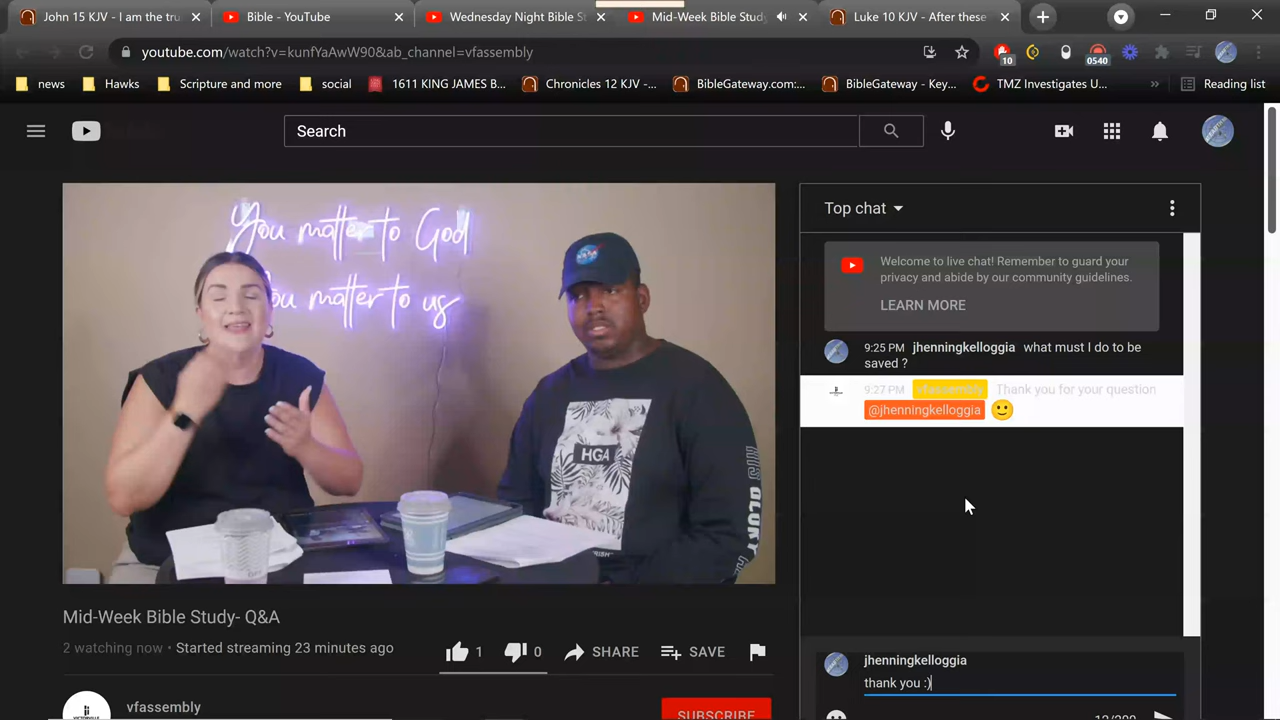 John 15 KJV - I am the tru
Bible - YouTube
Wednesday Night Bible S
Mid-Week Bible Study
Luke 10 KJV - After these
youtube.com/watch?v=kunfYaAwW90&ab_channel=vfassembly
10
0540
news
Hawks
Scripture and more
social
1611 KING JAMES B...
Chronicles 12 KJV -...
BibleGateway.com:...
BibleGateway - Key...
TMZ Investigates U...
»
Reading list
Search
You matter to God
You matter to us
HGA
Top chat
Welcome to live chat! Remember to guard your
privacy and abide by our community guidelines.
LEARN MORE
9:25 PM jhenningkelloggia what must I do to be
saved ?
9:27 PM vfassembly Thank you for your question
@jhenningkelloggia
Mid-Week Bible Study- Q&A
2 watching now • Started streaming 23 minutes ago
1
0
SHARE
SAVE
vfassembly
SUBSCRIBE
jhenningkelloggia
thank you :)
12/200